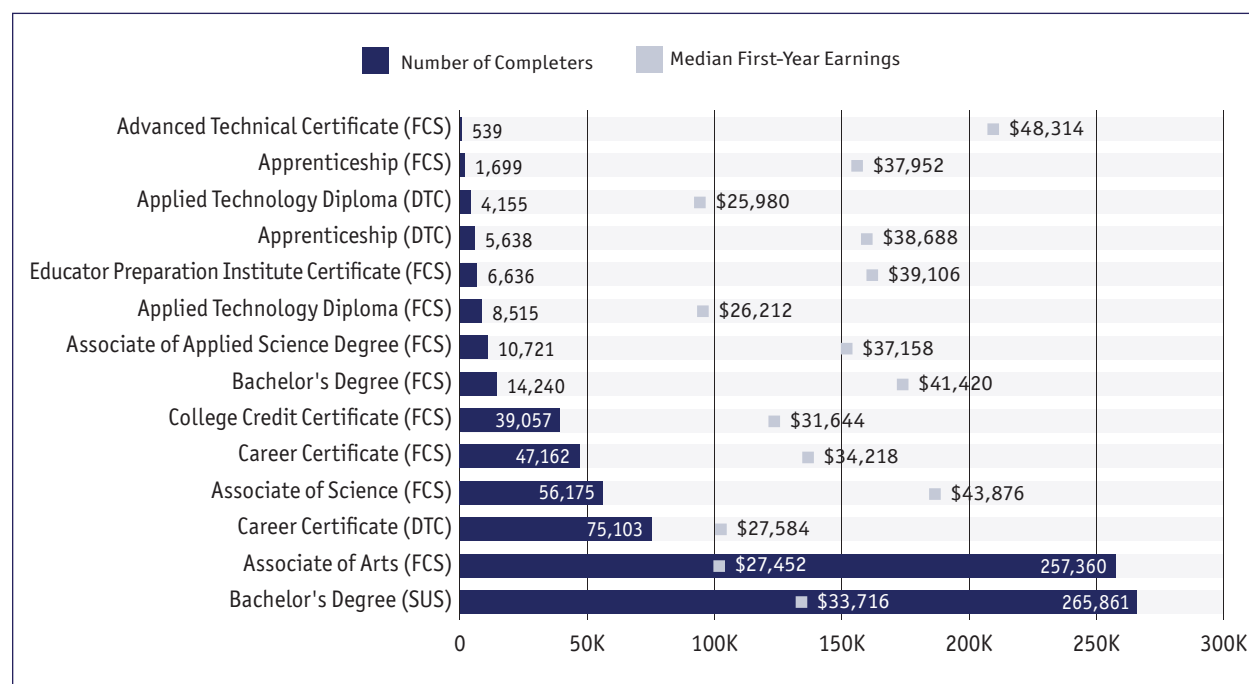 Number of Completers Median First-Year Earnings
Advanced Technical Certificate (FCS) 539 $48,314
Apprenticeship (FCS) 1,699 $37,952
Applied Technology Diploma (DTC) 4,155 $25,980
Apprenticeship (DTC) 5,638 $38,688
Educator Preparation Institute Certificate (FCS) 6,636 $39,106
Applied Technology Diploma (FCS) 8,515 $26,212
Associate of Applied Science Degree (FCS) 10,721 $37,158
Bachelor's Degree (FCS) 14,240 $41,420
College Credit Certificate (FCS) 39,057 $31,644
Career Certificate (FCS) 47,162 $34,218
Associate of Science (FCS) 56,175 $43,876
Career Certificate (DTC) 75,103 $27,584
Associate of Arts (FCS) $27,452 257,360
Bachelor's Degree (SUS) $33,716 265,861
0 50K 100K 150K 200K 250K 300K